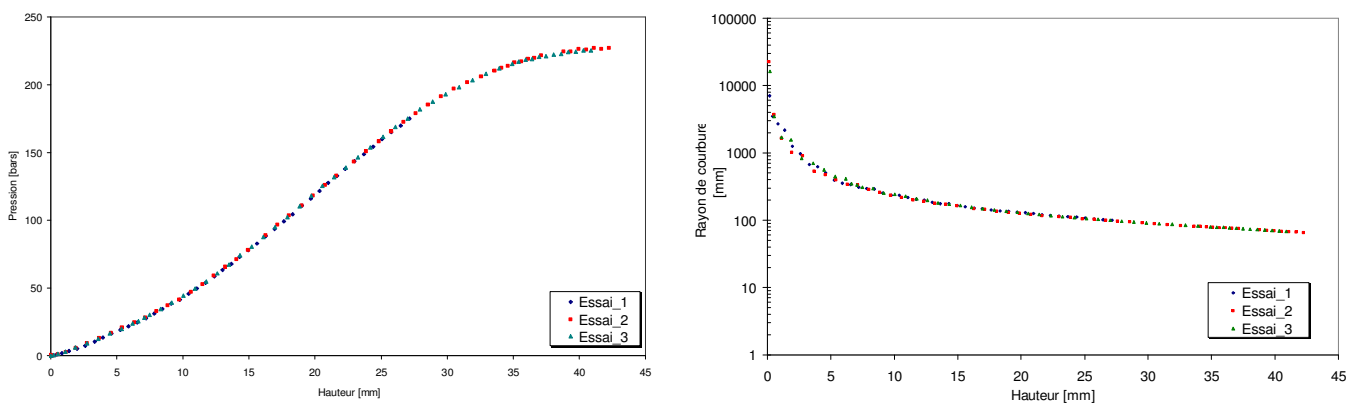 250
200
150
100
50
0
Pression [bars]
0 5 10 15 20 25 30 35 40 45
Hauteur [mm]
Essai_1
Essai_2
Essai_3
100000
10000
1000
100
10
1
Rayon de courbure
[mm]
0 5 10 15 20 25 30 35 40 45
Hauteur [mm]
Essai_1
Essai_2
Essai_3